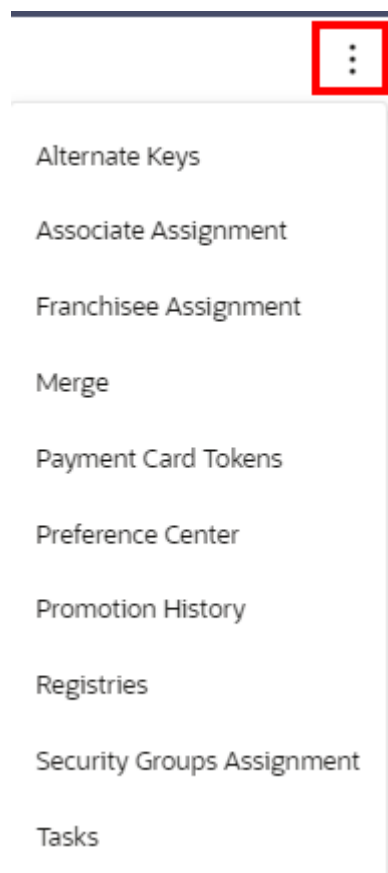 Alternate Keys
Associate Assignment
Franchisee Assignment
Merge
Payment Card Tokens
Preference Center
Promotion History
Registries
Security Groups Assignment
Tasks